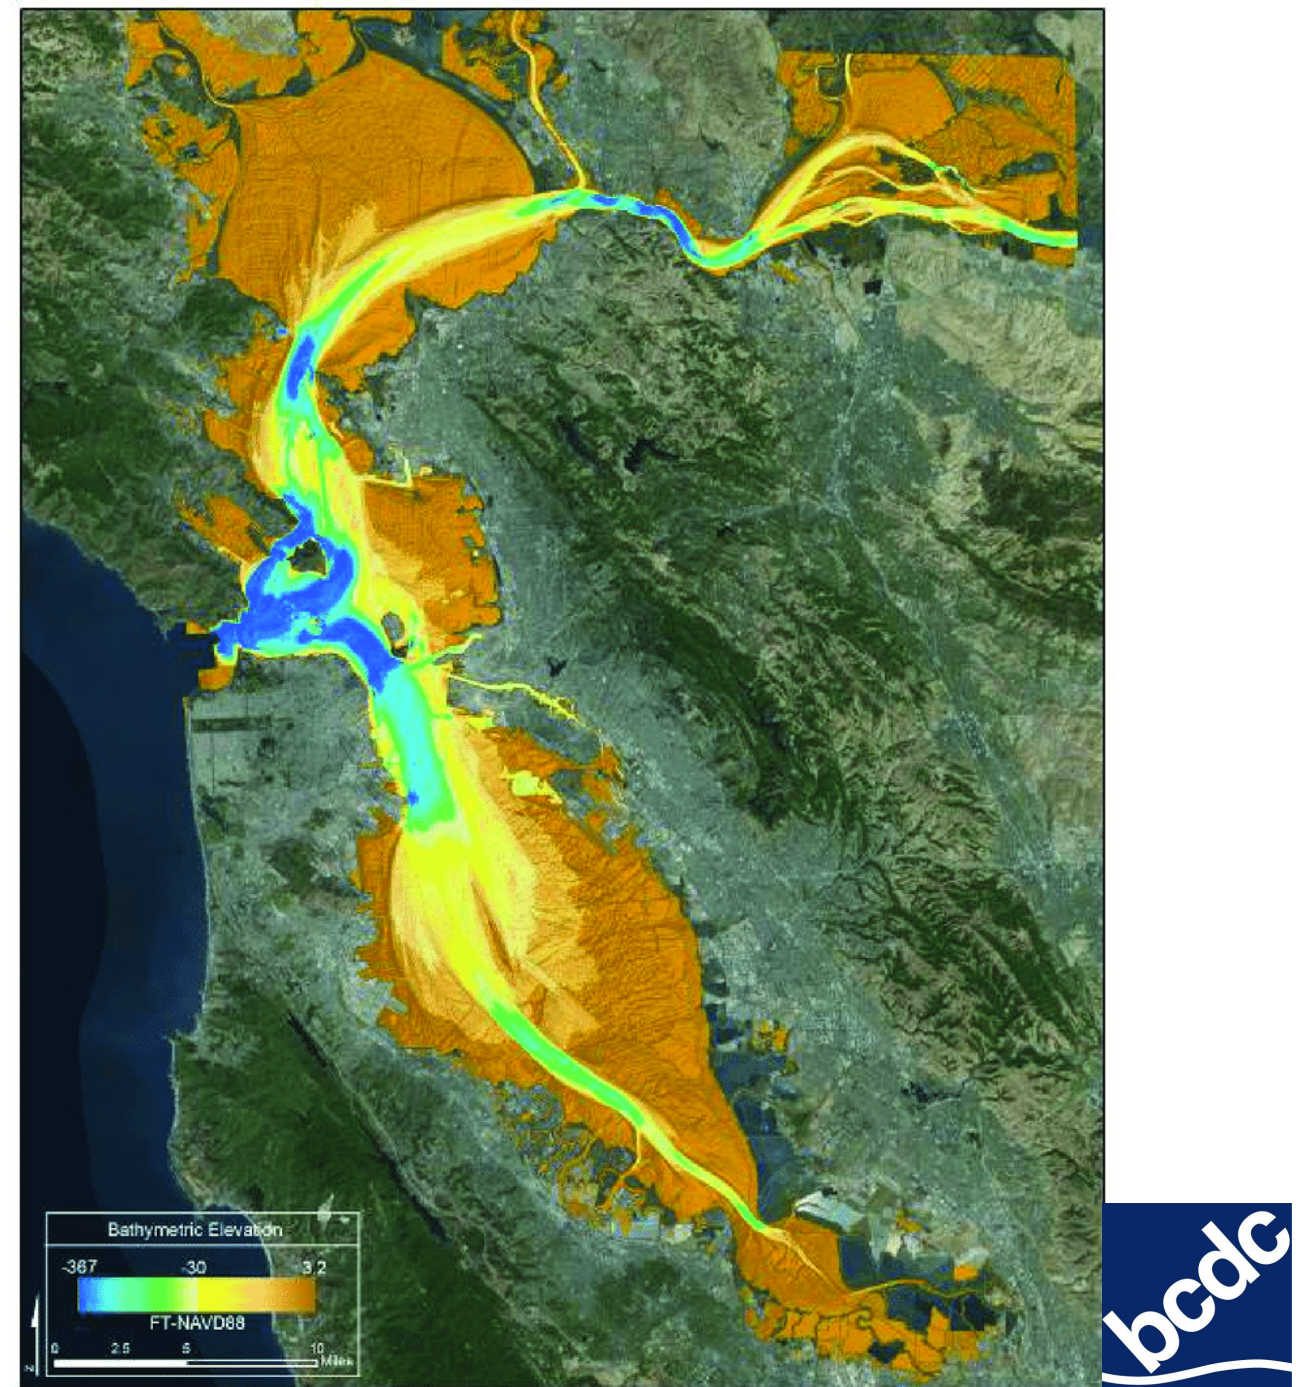 Bathymetric Elevation
-367 -30 3.2
FT-NAVD88
0 2.5 5 10
Miles
N
bcdc